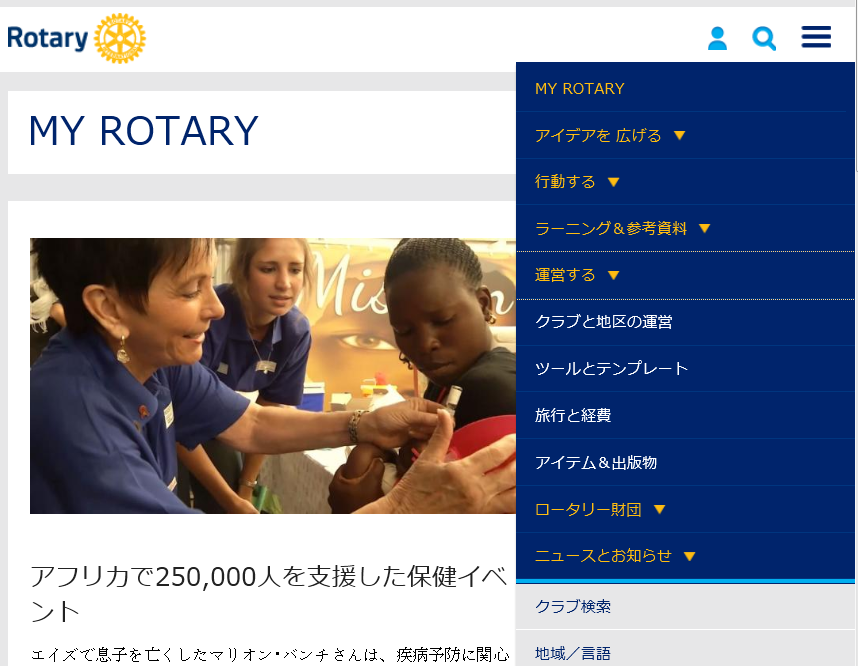 Rotary
MY ROTARY
MY ROTARY
アイデアを 広げる ▼
行動する ▼
ラーニング＆参考資料 ▼
運営する ▼
クラブと地区の運営
ツールとテンプレート
旅行と経費
アイテム＆出版物
ロータリー財団 ▼
ニュースとお知らせ ▼
クラブ検索
地域／言語
アフリカで250,000人を支援した保健イベ
ント
エイズで息子を亡くしたマリオン・バンチさんは、疾病予防に関心